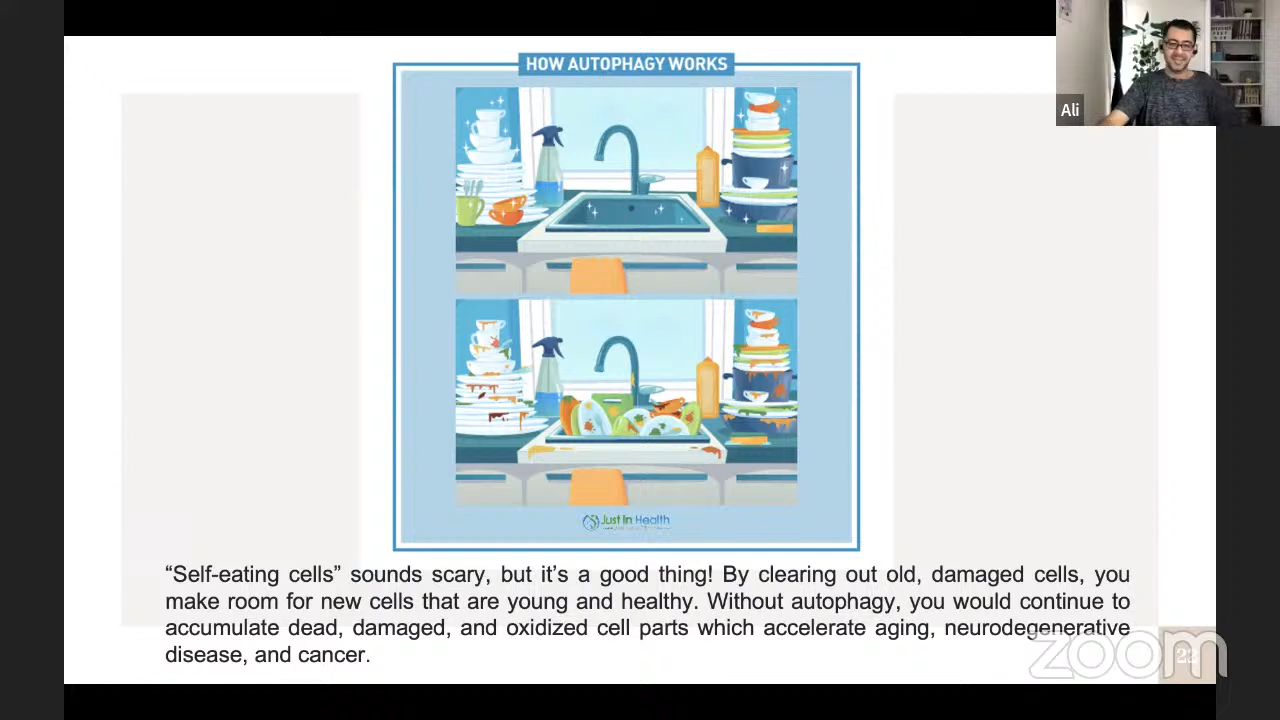 HOW AUTOPHAGY WORKS
Ali
Just In Health
“Self-eating cells” sounds scary, but it’s a good thing! By clearing out old, damaged cells, you
make room for new cells that are young and healthy. Without autophagy, you would continue to
accumulate dead, damaged, and oxidized cell parts which accelerate aging, neurodegenerative
disease, and cancer.
zoom
22